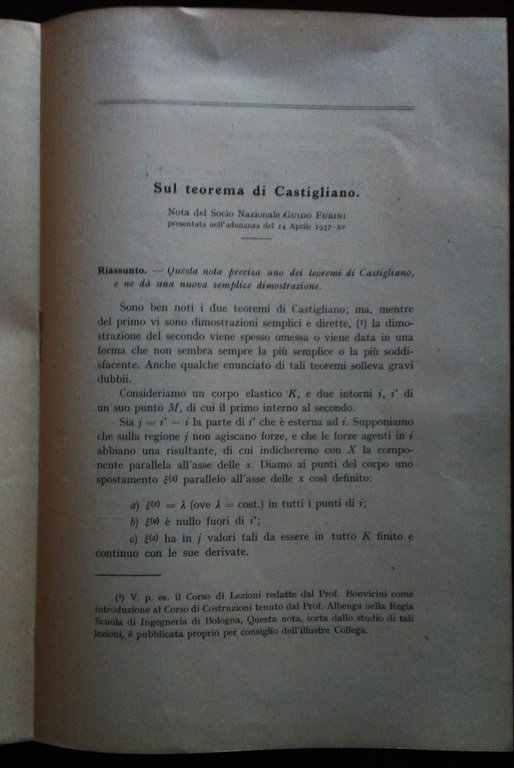 Sul teorema di Castigliano.
Nota del Socio Nazionale GUIDO FUBINI
presentata nell'adunanza del 14 Aprile 1937-XV
Riassunto. — Questa nota precisa uno dei teoremi di Castigliano,
e ne dà una nuova semplice dimostrazione.
Sono ben noti i due teoremi di Castigliano; ma, mentre
del primo vi sono dimostrazioni semplici e dirette, (¹) la dimo-
strazione del secondo viene spesso omessa o viene data in una
forma che non sembra sempre la più semplice o la più soddi-
sfacente. Anche qualche enunciato di tali teoremi solleva gravi
dubbii.
Consideriamo un corpo elastico K, e due intorni i, i' di
un suo punto M, di cui il primo interno al secondo.
Sia j = i' — i la parte di i' che è esterna ad i. Supponiamo
che sulla regione j non agiscano forze, e che le forze agenti in i
abbiano una risultante, di cui indicheremo con X la compo-
nente parallela all'asse delle x. Diamo ai punti del corpo uno
spostamento ξ(2) parallelo all'asse delle x così definito:
a) ξ(2) = λ (ove λ = cost.) in tutti i punti di i;
b) ξ(2) è nullo fuori di i';
c) ξ(2) ha in j valori tali da essere in tutto K finito e
continuo con le sue derivate.
(¹) V. p. es. il Corso di Lezioni redatte dal Prof. Bonvicini come
introduzione al Corso di Costruzioni tenuto dal Prof. Albenga nella Regia
Scuola di Ingegneria di Bologna, Questa nota, sorta dallo studio di tali
lezioni, è pubblicata proprio per consiglio dell'illustre Collega.